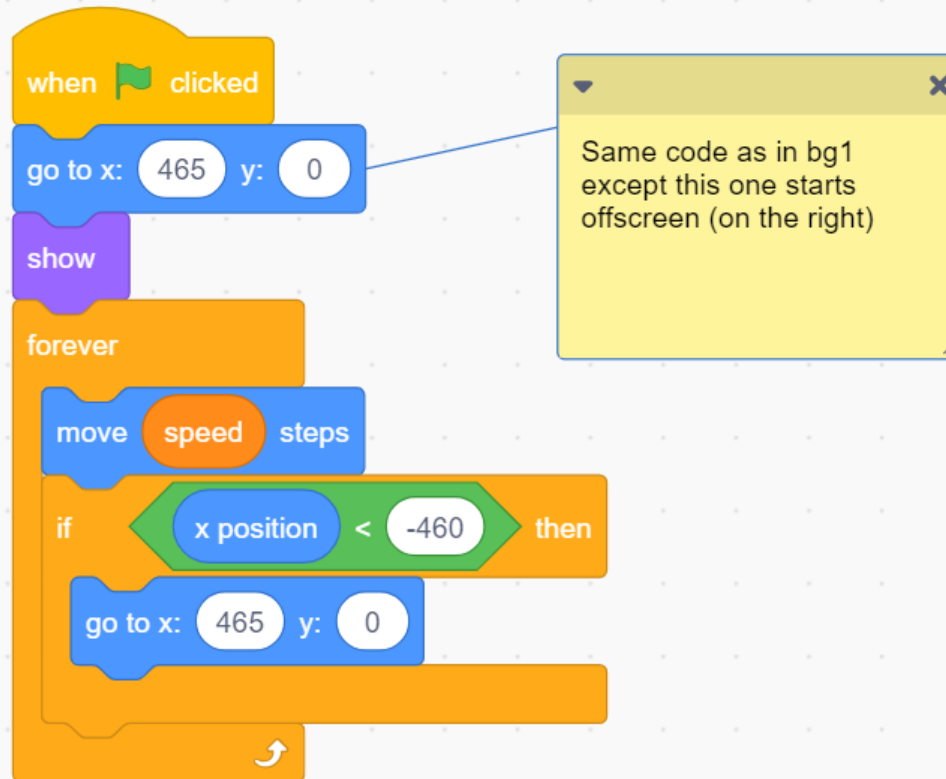 when clicked
go to x: 465 y: 0
show
forever
move speed steps
if x position < -460 then
go to x: 465 y: 0
Same code as in bg1
except this one starts
offscreen (on the right)